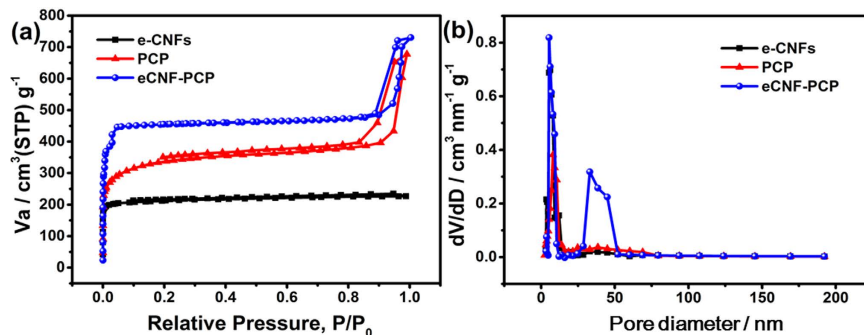 (a)
e-CNFs
PCP
eCNF-PCP
Va / cm³(STP) g⁻¹
800
700
600
500
400
300
200
100
0
0.0 0.2 0.4 0.6 0.8 1.0
Relative Pressure, P/P₀
(b)
e-CNFs
PCP
eCNF-PCP
dV/dD / cm³ nm⁻¹ g⁻¹
0.8
0.6
0.4
0.2
0.0
0 50 100 150 200
Pore diameter / nm